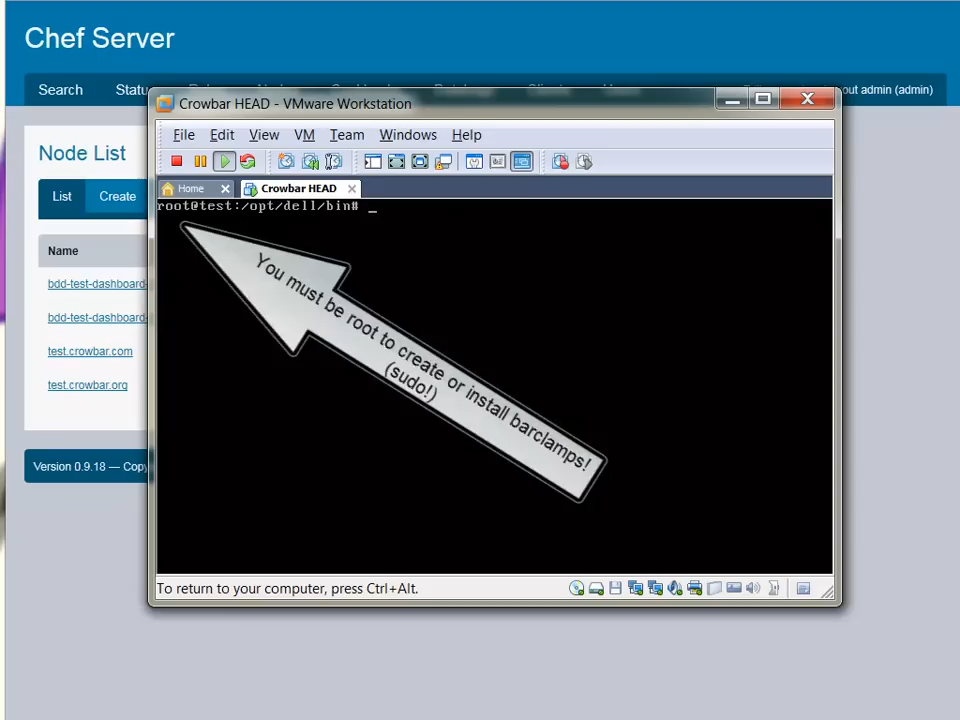 Chef Server
Search Statu
out admin (admin)
Crowbar HEAD - VMware Workstation
File Edit View VM Team Windows Help
Home Crowbar HEAD
root@test:/opt/dell/bin# _
Node List
List Create
Name
bdd-test-dashboard-
bdd-test-dashboard-
test.crowbar.com
test.crowbar.org
Version 0.9.18 — Copy
You must be root to create or install barclamps!
(sudo!)
To return to your computer, press Ctrl+Alt.